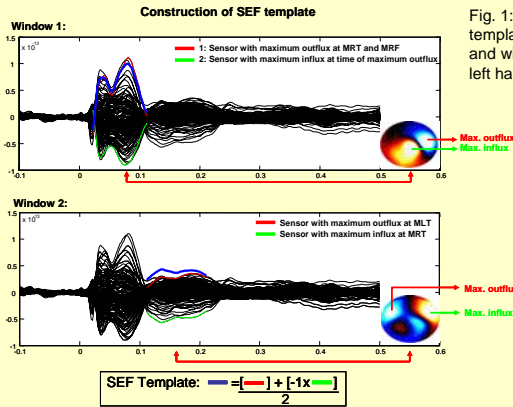 Construction of SEF template
Window 1:
x 10⁻¹³
1: Sensor with maximum outflux at MRT and MRF
2: Sensor with maximum influx at time of maximum outflux
1.5
1
0.5
0
-0.5
-1
-0.1 0 0.1 0.2 0.3 0.4 0.5 0.6
Max. outflux
Max. influx
Fig. 1:
templa
and wi
left ha
Window 2:
x 10⁻¹³
Sensor with maximum outflux at MLT
Sensor with maximum influx at MRT
1.5
1
0.5
0
-0.5
-1
-0.1 0 0.1 0.2 0.3 0.4 0.5 0.6
Max. outflu
Max. influx
SEF Template: =[ ] + [-1x ]
2